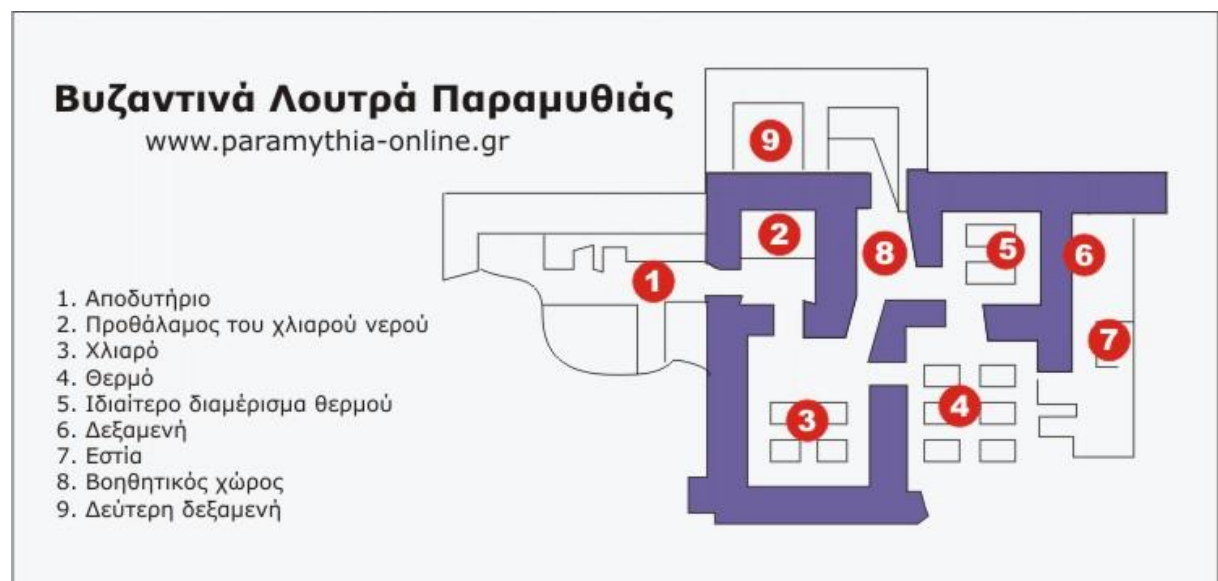 Βυζαντινά Λουτρά Παραμυθιάς
www.paramythia-online.gr
9
2
8
5
6
1
7
4
3
1. Αποδυτήριο
2. Προθάλαμος του χλιαρού νερού
3. Χλιαρό
4. Θερμό
5. Ιδιαίτερο διαμέρισμα θερμού
6. Δεξαμενή
7. Εστία
8. Βοηθητικός χώρος
9. Δεύτερη δεξαμενή